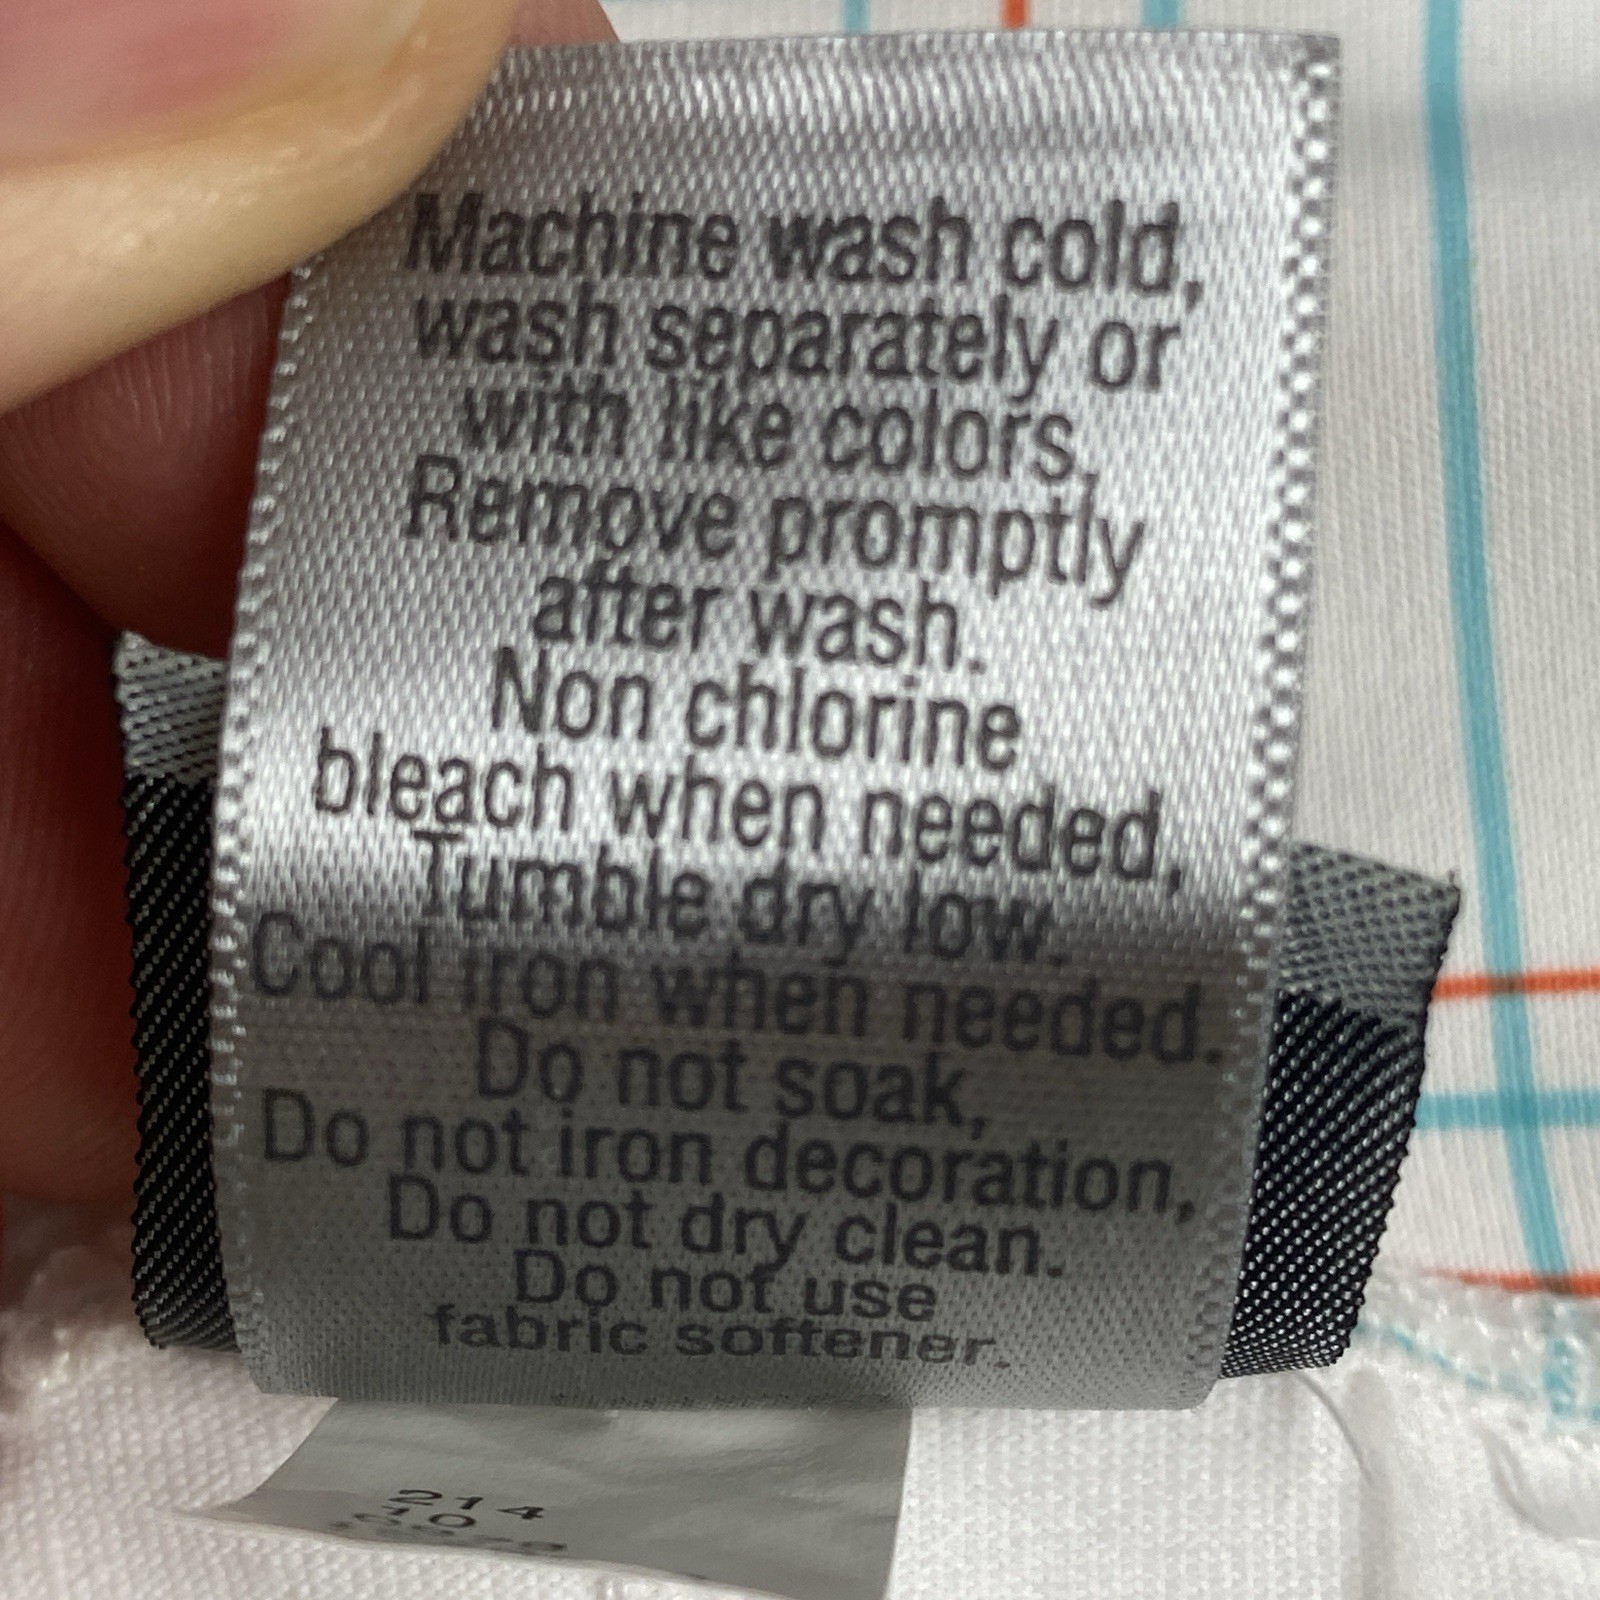 Machine wash cold,
wash separately or
with like colors.
Remove promptly
after wash.
Non chlorine
bleach when needed,
Tumble dry low.
Cool iron when needed.
Do not soak,
Do not iron decoration,
Do not dry clean.
Do not use
fabric softener.
214
10